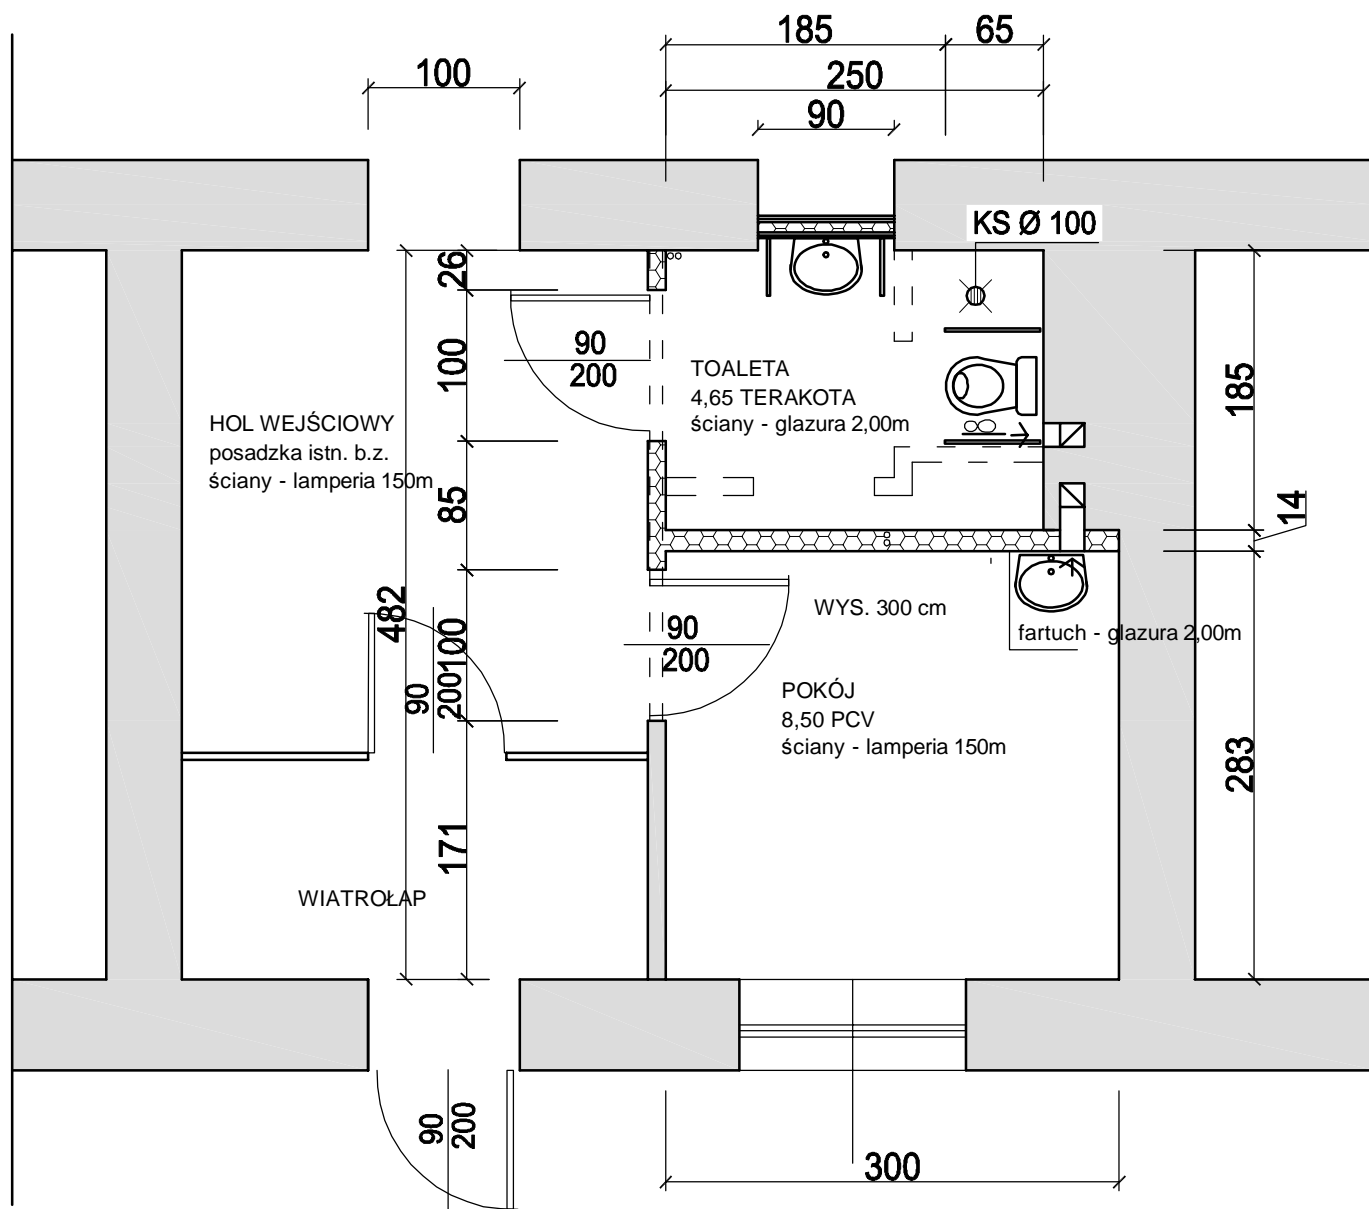 185
65
100
250
90
KS Ø 100
26
90
200
100
TOALETA
4,65 TERAKOTA
ściany - glazura 2,00m
185
HOL WEJŚCIOWY
posadzka istn. b.z.
ściany - lamperia 150m
85
14
482
100
90
200
90
200
WYS. 300 cm
fartuch - glazura 2,00m
POKÓJ
8,50 PCV
ściany - lamperia 150m
283
171
WIATROŁAP
90
200
300